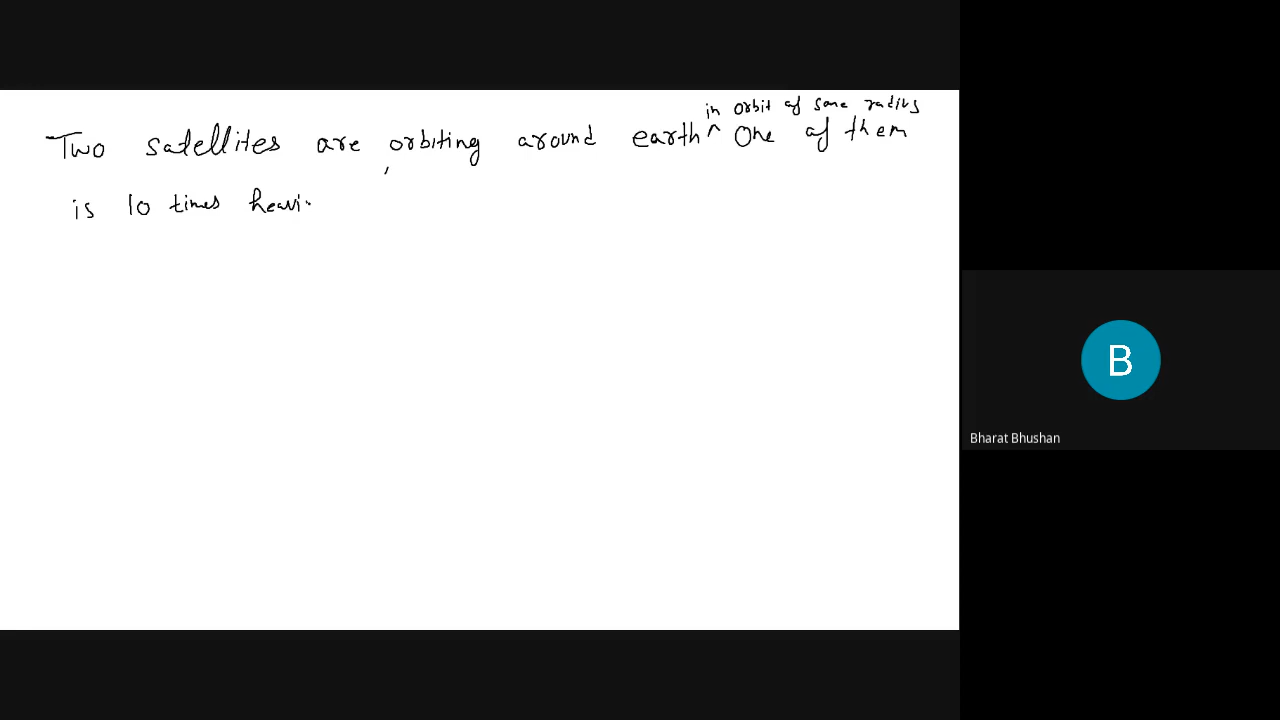 in orbit of same radius
Two satellites are orbiting around earth ^ One of them
is 10 times heavi
B
Bharat Bhushan